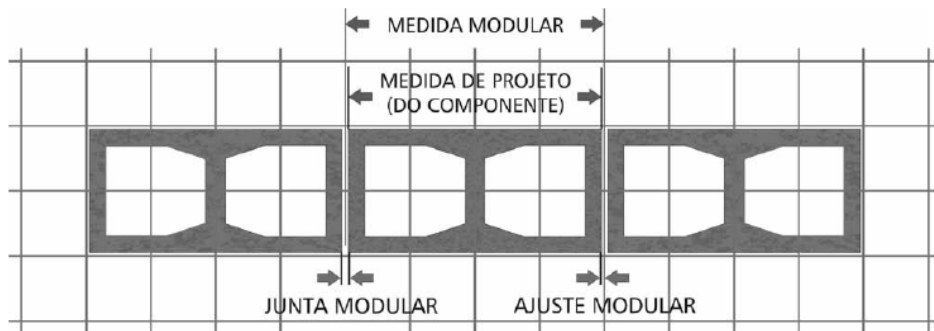 MEDIDA MODULAR
MEDIDA DE PROJETO
(DO COMPONENTE)
JUNTA MODULAR
AJUSTE MODULAR